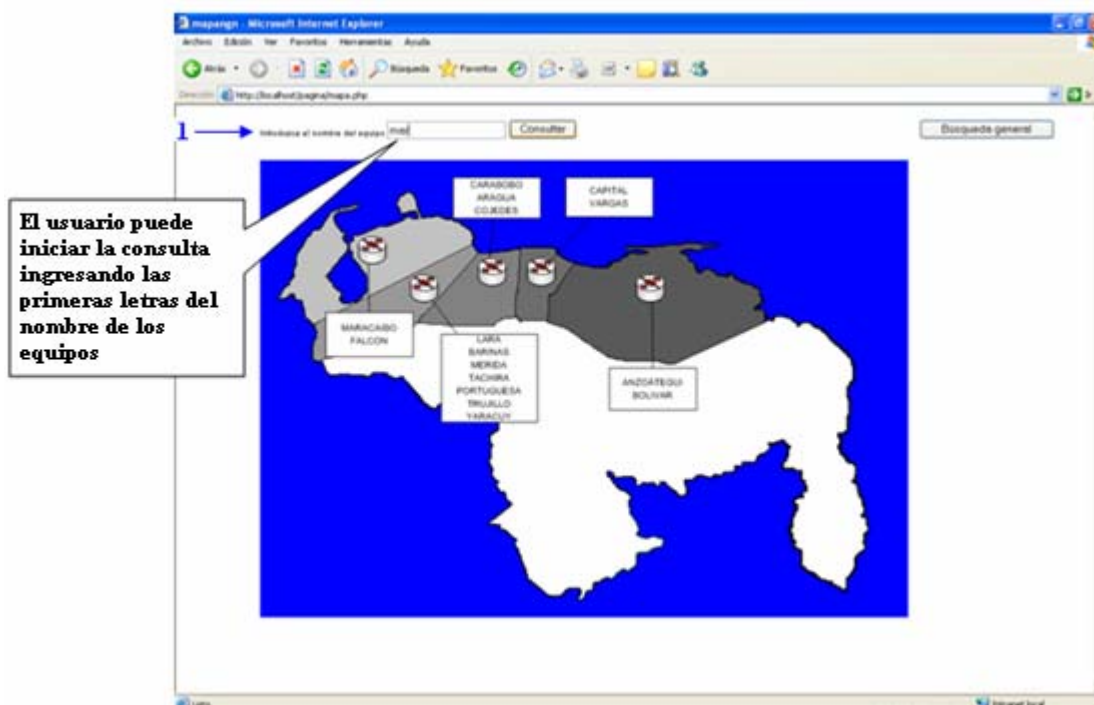 mapangn - Microsoft Internet Explorer
Archivo Edición Ver Favoritos Herramientas Ayuda
Atrás Búsqueda Favoritos
Dirección http://localhost/pagina/mapa.php
1 Introduzca el nombre del equipo Consultar Busqueda general
El usuario puede
iniciar la consulta
ingresando las
primeras letras del
nombre de los
equipos
CARABOBO
ARAGUA
COJEDES
CAPITAL
VARGAS
MARACAIBO
FALCON
LARA
BARINAS
MERIDA
TACHIRA
PORTUGUESA
TRUJILLO
YARACUY
ANZOATEGUI
BOLIVAR
Listo Intranet local